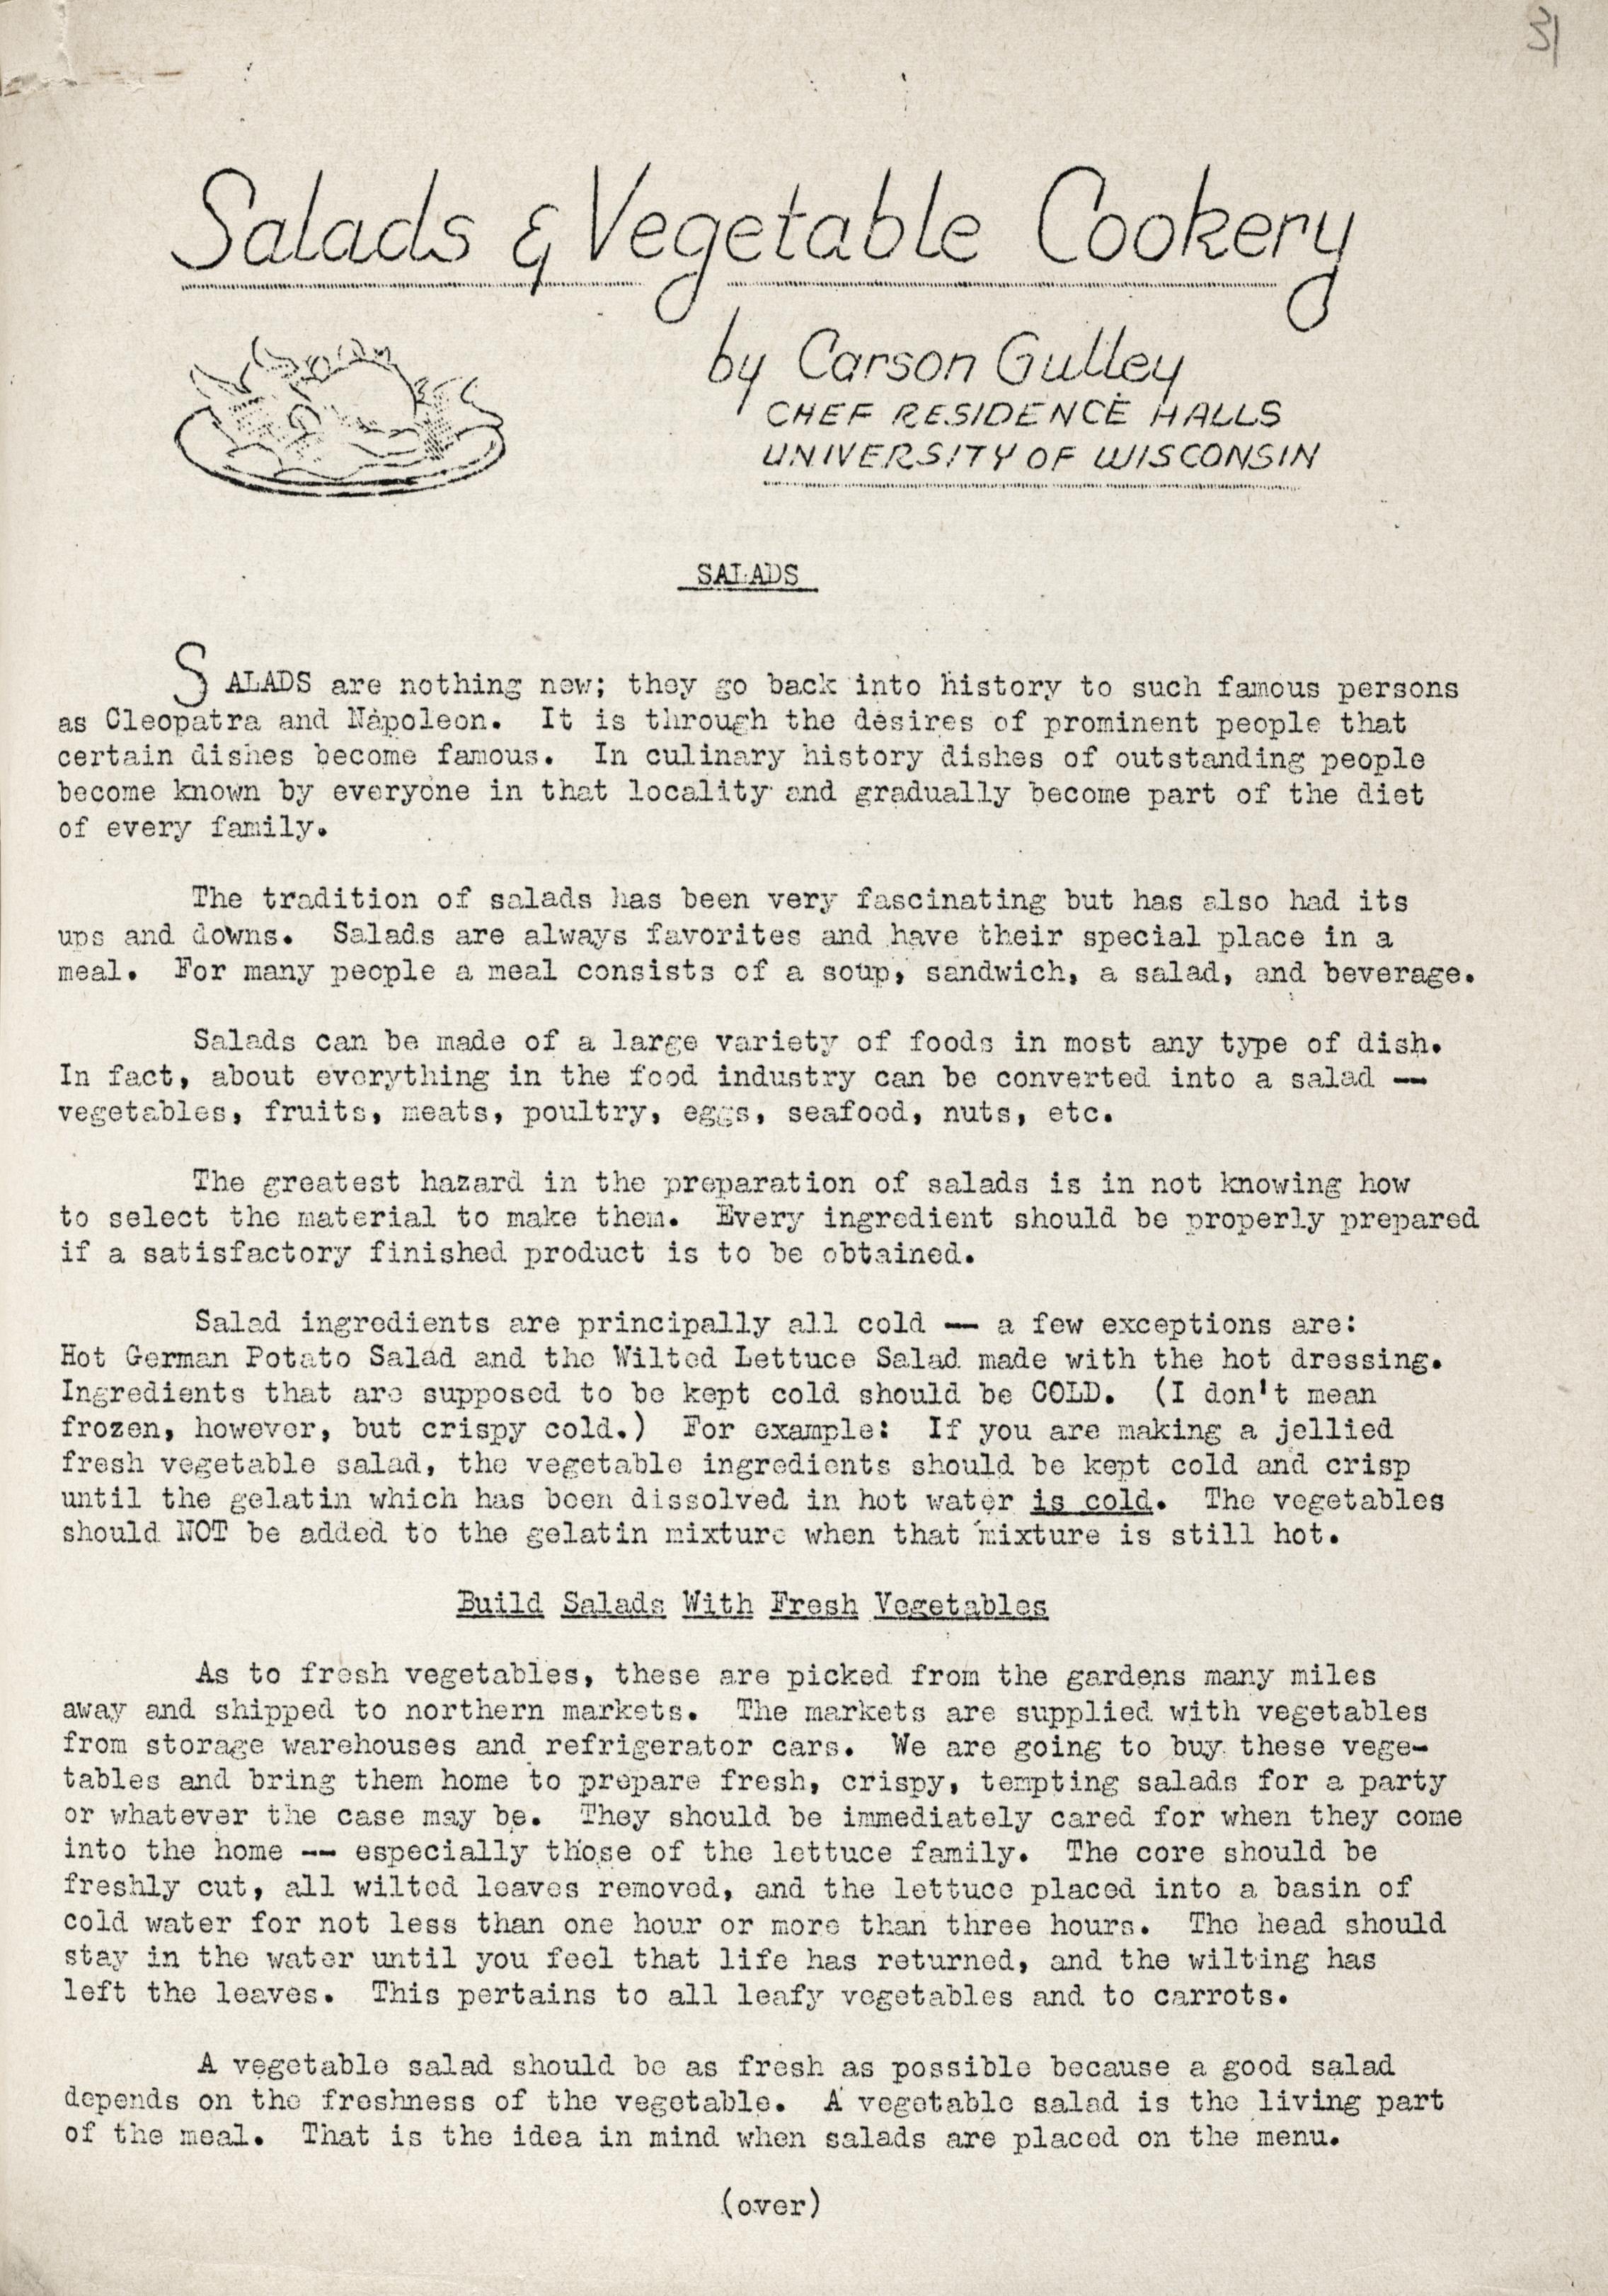 Salads & Vegetable Cookery
by Carson Gulley
CHEF RESIDENCE HALLS
UNIVERSITY OF WISCONSIN
SALADS
SALADS are nothing new; they go back into history to such famous persons
as Cleopatra and Napoleon. It is through the desires of prominent people that
certain dishes become famous. In culinary history dishes of outstanding people
become known by everyone in that locality and gradually become part of the diet
of every family.
The tradition of salads has been very fascinating but has also had its
ups and downs. Salads are always favorites and have their special place in a
meal. For many people a meal consists of a soup, sandwich, a salad, and beverage.
Salads can be made of a large variety of foods in most any type of dish.
In fact, about everything in the food industry can be converted into a salad --
vegetables, fruits, meats, poultry, eggs, seafood, nuts, etc.
The greatest hazard in the preparation of salads is in not knowing how
to select the material to make them. Every ingredient should be properly prepared
if a satisfactory finished product is to be obtained.
Salad ingredients are principally all cold -- a few exceptions are:
Hot German Potato Salad and the Wilted Lettuce Salad made with the hot dressing.
Ingredients that are supposed to be kept cold should be COLD. (I don't mean
frozen, however, but crispy cold.) For example: If you are making a jellied
fresh vegetable salad, the vegetable ingredients should be kept cold and crisp
until the gelatin which has been dissolved in hot water is cold. The vegetables
should NOT be added to the gelatin mixture when that mixture is still hot.
Build Salads With Fresh Vegetables
As to fresh vegetables, these are picked from the gardens many miles
away and shipped to northern markets. The markets are supplied with vegetables
from storage warehouses and refrigerator cars. We are going to buy these vege-
tables and bring them home to prepare fresh, crispy, tempting salads for a party
or whatever the case may be. They should be immediately cared for when they come
into the home -- especially those of the lettuce family. The core should be
freshly cut, all wilted leaves removed, and the lettuce placed into a basin of
cold water for not less than one hour or more than three hours. The head should
stay in the water until you feel that life has returned, and the wilting has
left the leaves. This pertains to all leafy vegetables and to carrots.
A vegetable salad should be as fresh as possible because a good salad
depends on the freshness of the vegetable. A vegetable salad is the living part
of the meal. That is the idea in mind when salads are placed on the menu.
(over)